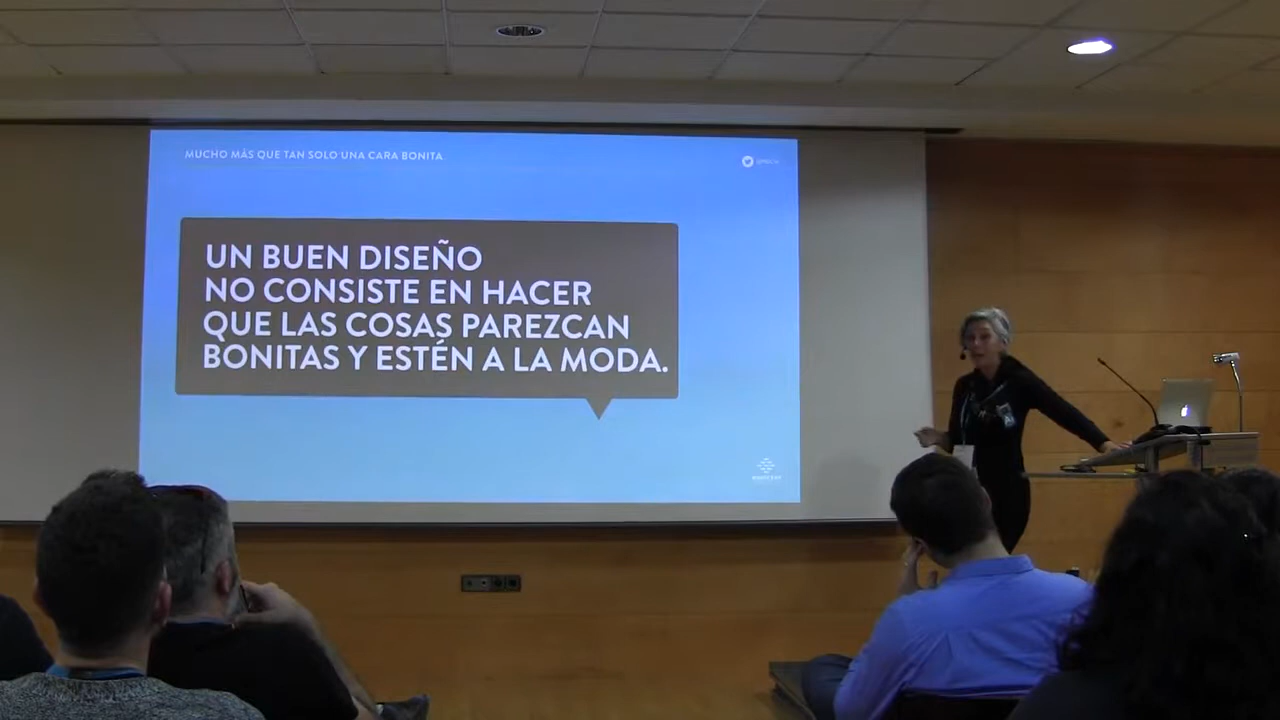 MUCHO MÁS QUE TAN SOLO UNA CARA BONITA
UN BUEN DISEÑO
NO CONSISTE EN HACER
QUE LAS COSAS PAREZCAN
BONITAS Y ESTÉN A LA MODA.